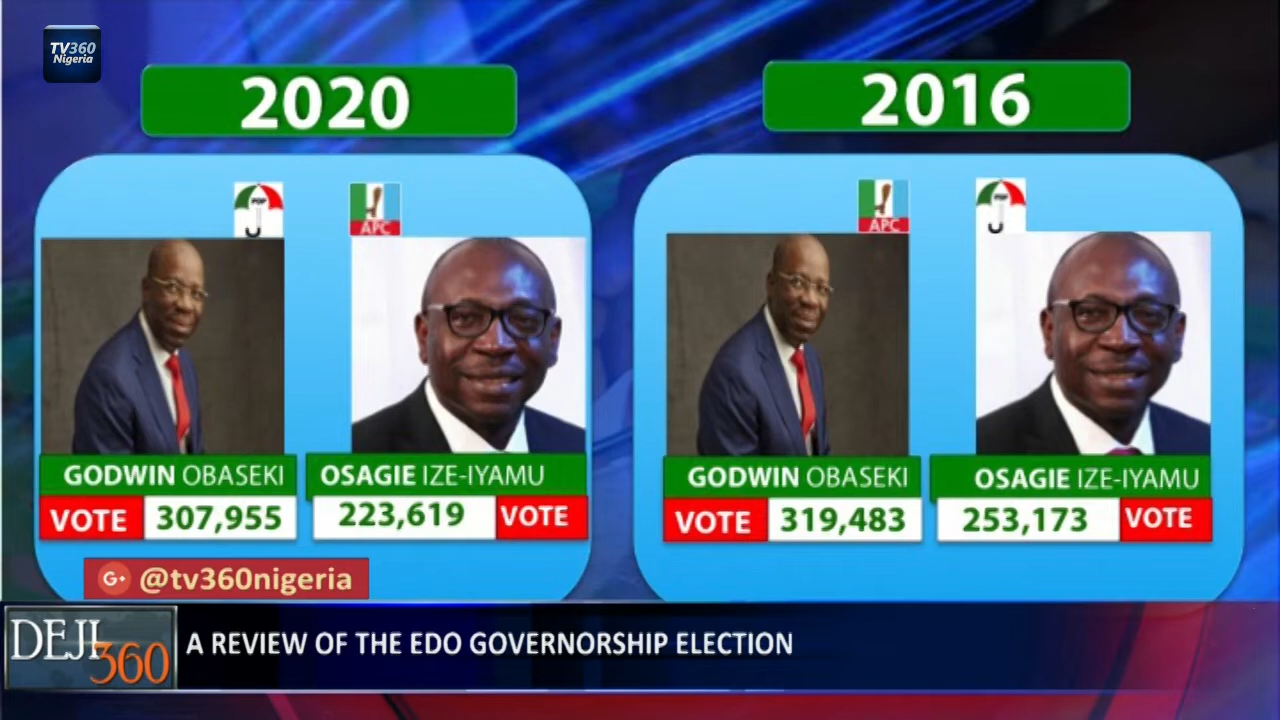 TV360
Nigeria
2020
2016
PDP
APC
APC
PDP
GODWIN OBASEKI
OSAGIE IZE-IYAMU
GODWIN OBASEKI
OSAGIE IZE-IYAMU
VOTE 307,955
223,619 VOTE
VOTE 319,483
253,173 VOTE
G+ @tv360nigeria
DEJI
360
A REVIEW OF THE EDO GOVERNORSHIP ELECTION